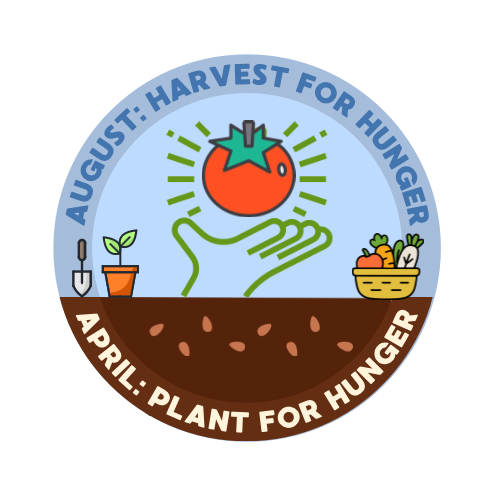 AUGUST: HARVEST FOR HUNGER
APRIL: PLANT FOR HUNGER